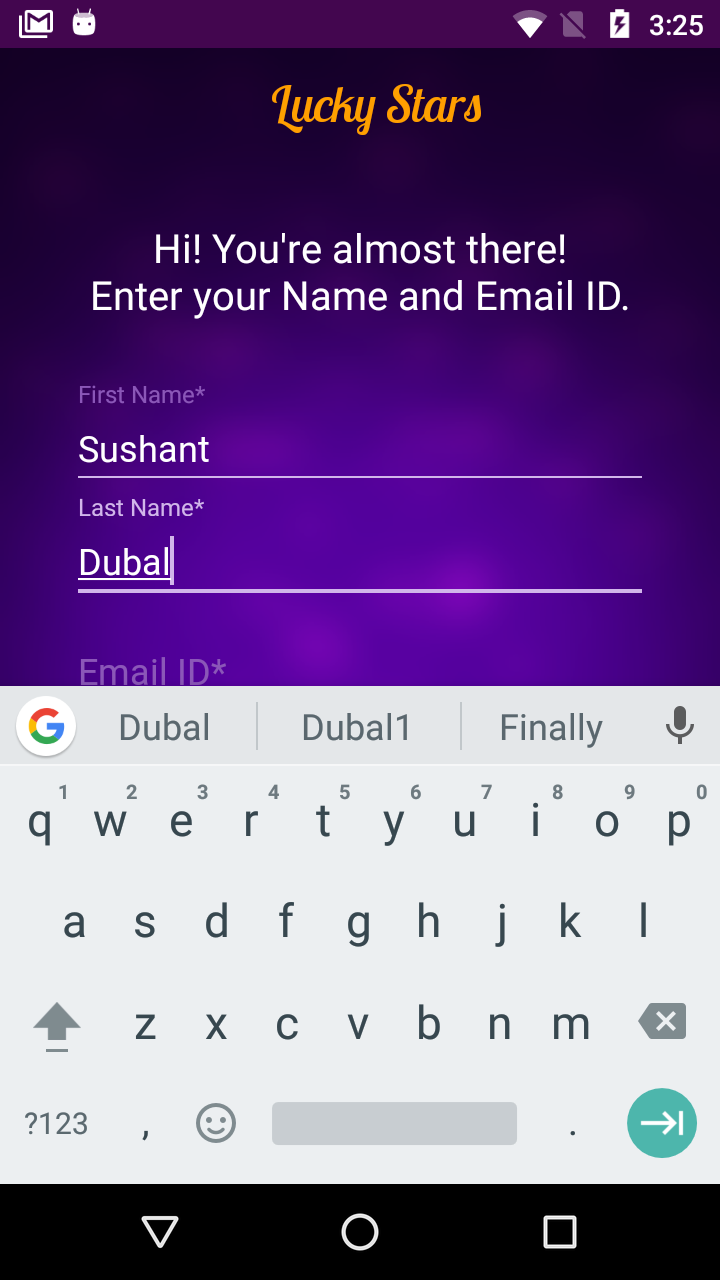 3:25
Lucky Stars
Hi! You're almost there!
Enter your Name and Email ID.
First Name*
Sushant
Last Name*
Dubal
Email ID*
Dubal Dubal1 Finally
1 2 3 4 5 6 7 8 9 0
q w e r t y u i o p
a s d f g h j k l
z x c v b n m
?123 , .